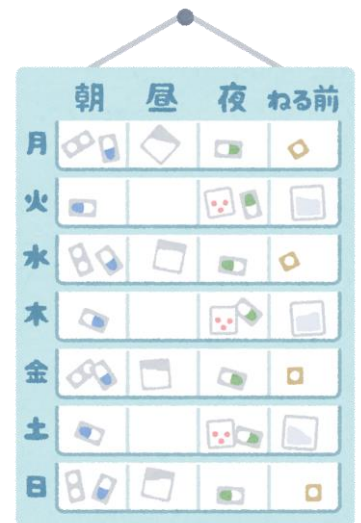 朝 昼 夜 ねる前
月
火
水
木
金
土
日